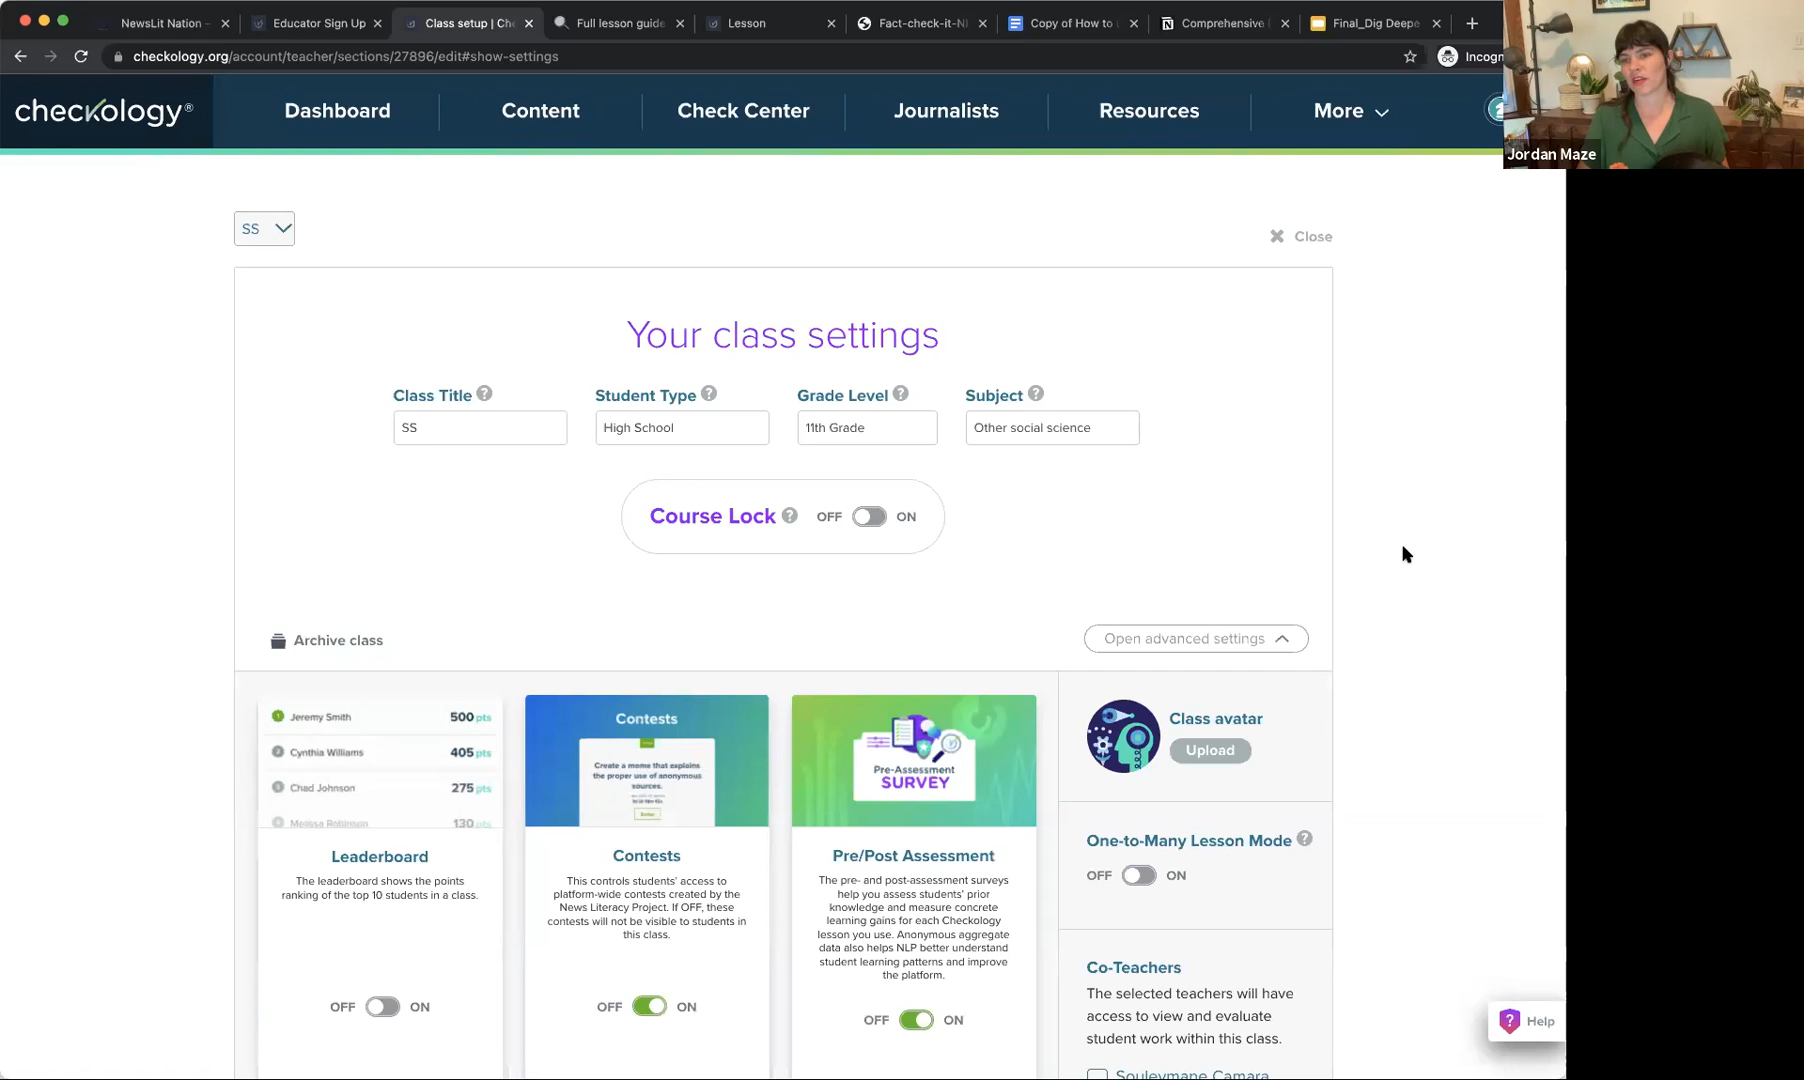 NewsLit Nation –
Educator Sign Up
Class setup | Che
Full lesson guide
Lesson
Fact-check-it-N
Copy of How to
Comprehensive
Final_Dig Deepe
checkology.org/account/teacher/sections/27896/edit#show-settings
Incogn
checkology®
Dashboard
Content
Check Center
Journalists
Resources
More
Jordan Maze
SS
Close
Your class settings
Class Title ?
Student Type ?
Grade Level ?
Subject ?
SS
High School
11th Grade
Other social science
Course Lock ? OFF ON
Archive class
Open advanced settings
1 Jeremy Smith 500 pts
2 Cynthia Williams 405 pts
3 Chad Johnson 275 pts
4 Melissa Robinson 130 pts
Leaderboard
The leaderboard shows the points
ranking of the top 10 students in a class.
OFF ON
Contests
Create a meme that explains
the proper use of anonymous
sources.
Contests
This controls students' access to
platform-wide contests created by the
News Literacy Project. If OFF, these
contests will not be visible to students in
this class.
OFF ON
Pre-Assessment
SURVEY
Pre/Post Assessment
The pre- and post-assessment surveys
help you assess students' prior
knowledge and measure concrete
learning gains for each Checkology
lesson you use. Anonymous aggregate
data also helps NLP better understand
student learning patterns and improve
the platform.
OFF ON
Class avatar
Upload
One-to-Many Lesson Mode ?
OFF ON
Co-Teachers
The selected teachers will have
access to view and evaluate
student work within this class.
Souleymane Camara
? Help